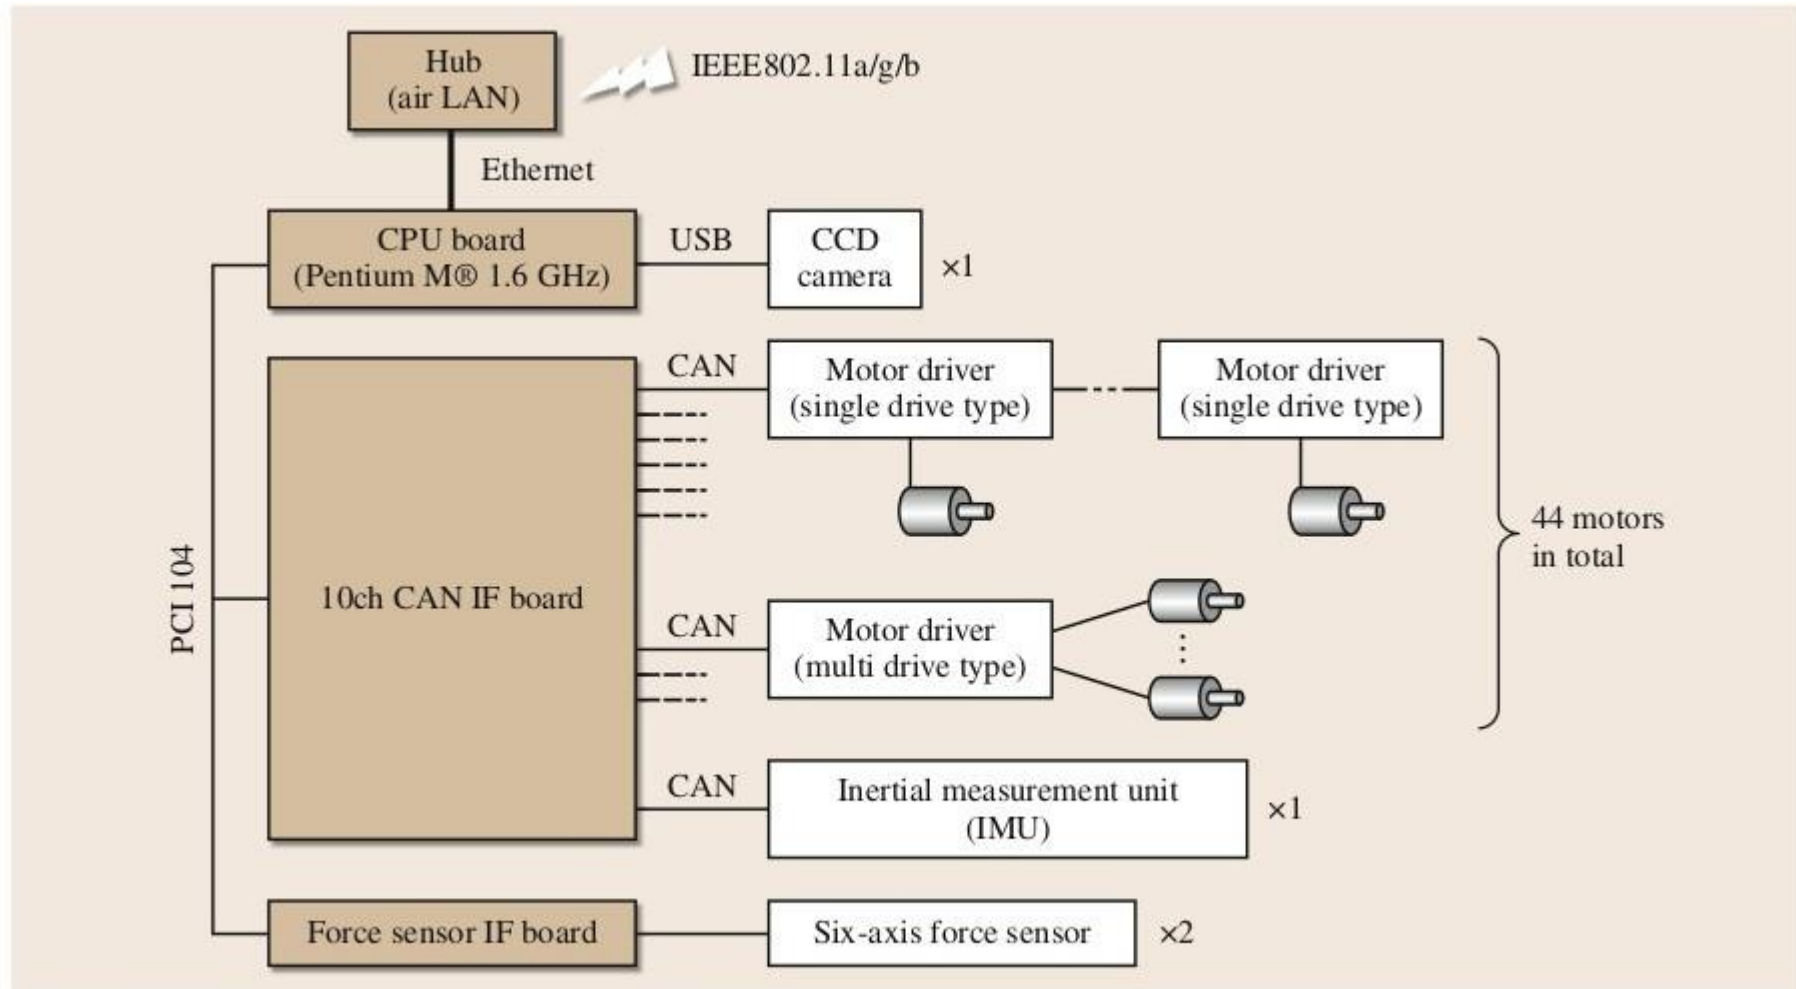 Hub
(air LAN)
IEEE802.11a/g/b
Ethernet
CPU board
(Pentium M® 1.6 GHz)
USB
CCD
camera
×1
CAN
Motor driver
(single drive type)
Motor driver
(single drive type)
44 motors
in total
PCI 104
10ch CAN IF board
CAN
Motor driver
(multi drive type)
CAN
Inertial measurement unit
(IMU)
×1
Force sensor IF board
Six-axis force sensor
×2